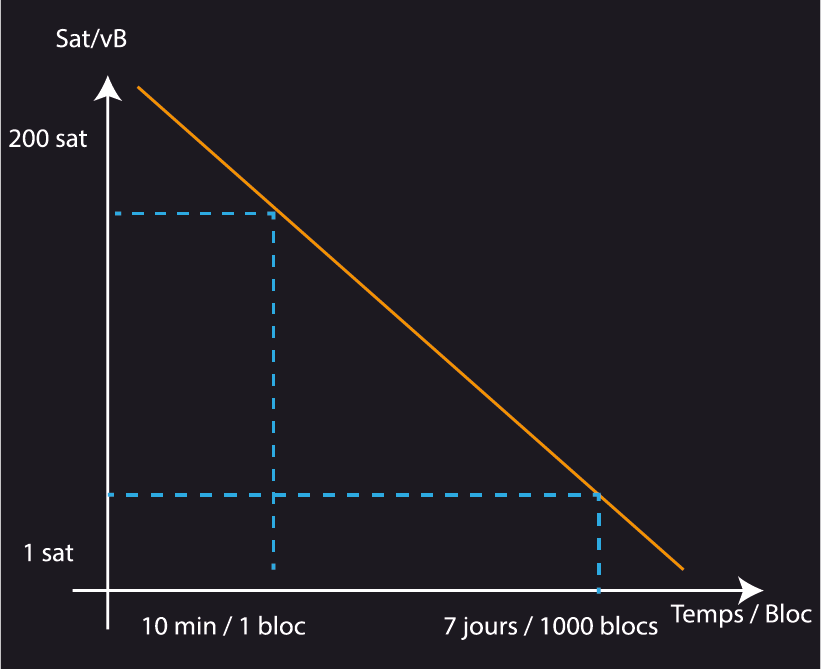 Sat/vB
200 sat
1 sat
10 min / 1 bloc
7 jours / 1000 blocs
Temps / Bloc